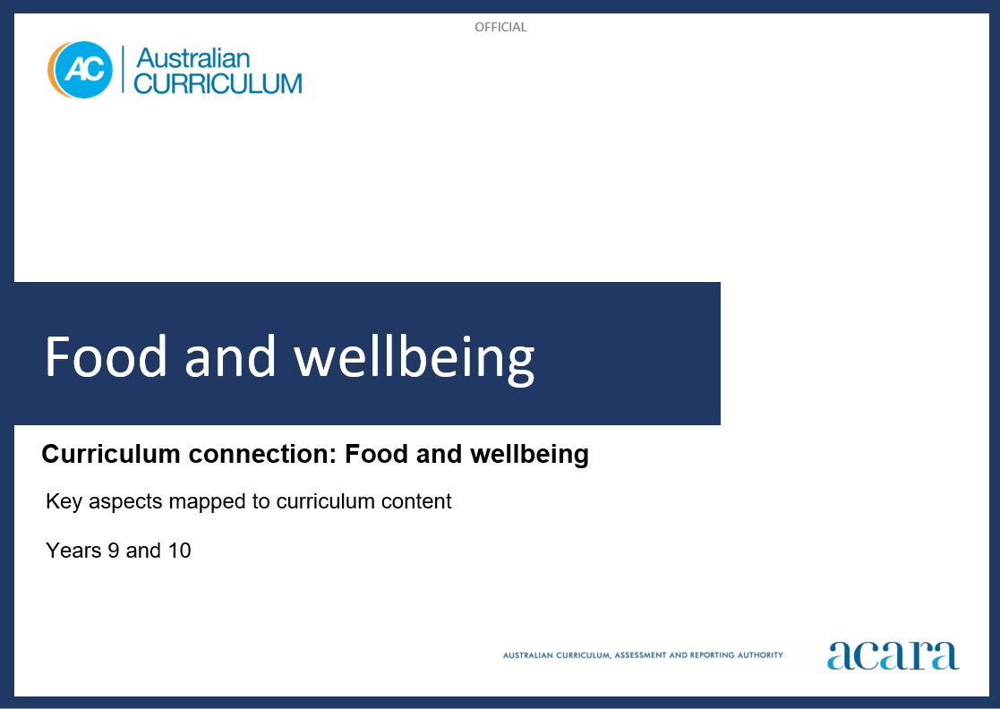 OFFICIAL
AC
Australian
CURRICULUM
Food and wellbeing
Curriculum connection: Food and wellbeing
Key aspects mapped to curriculum content
Years 9 and 10
AUSTRALIAN CURRICULUM, ASSESSMENT AND REPORTING AUTHORITY
acara